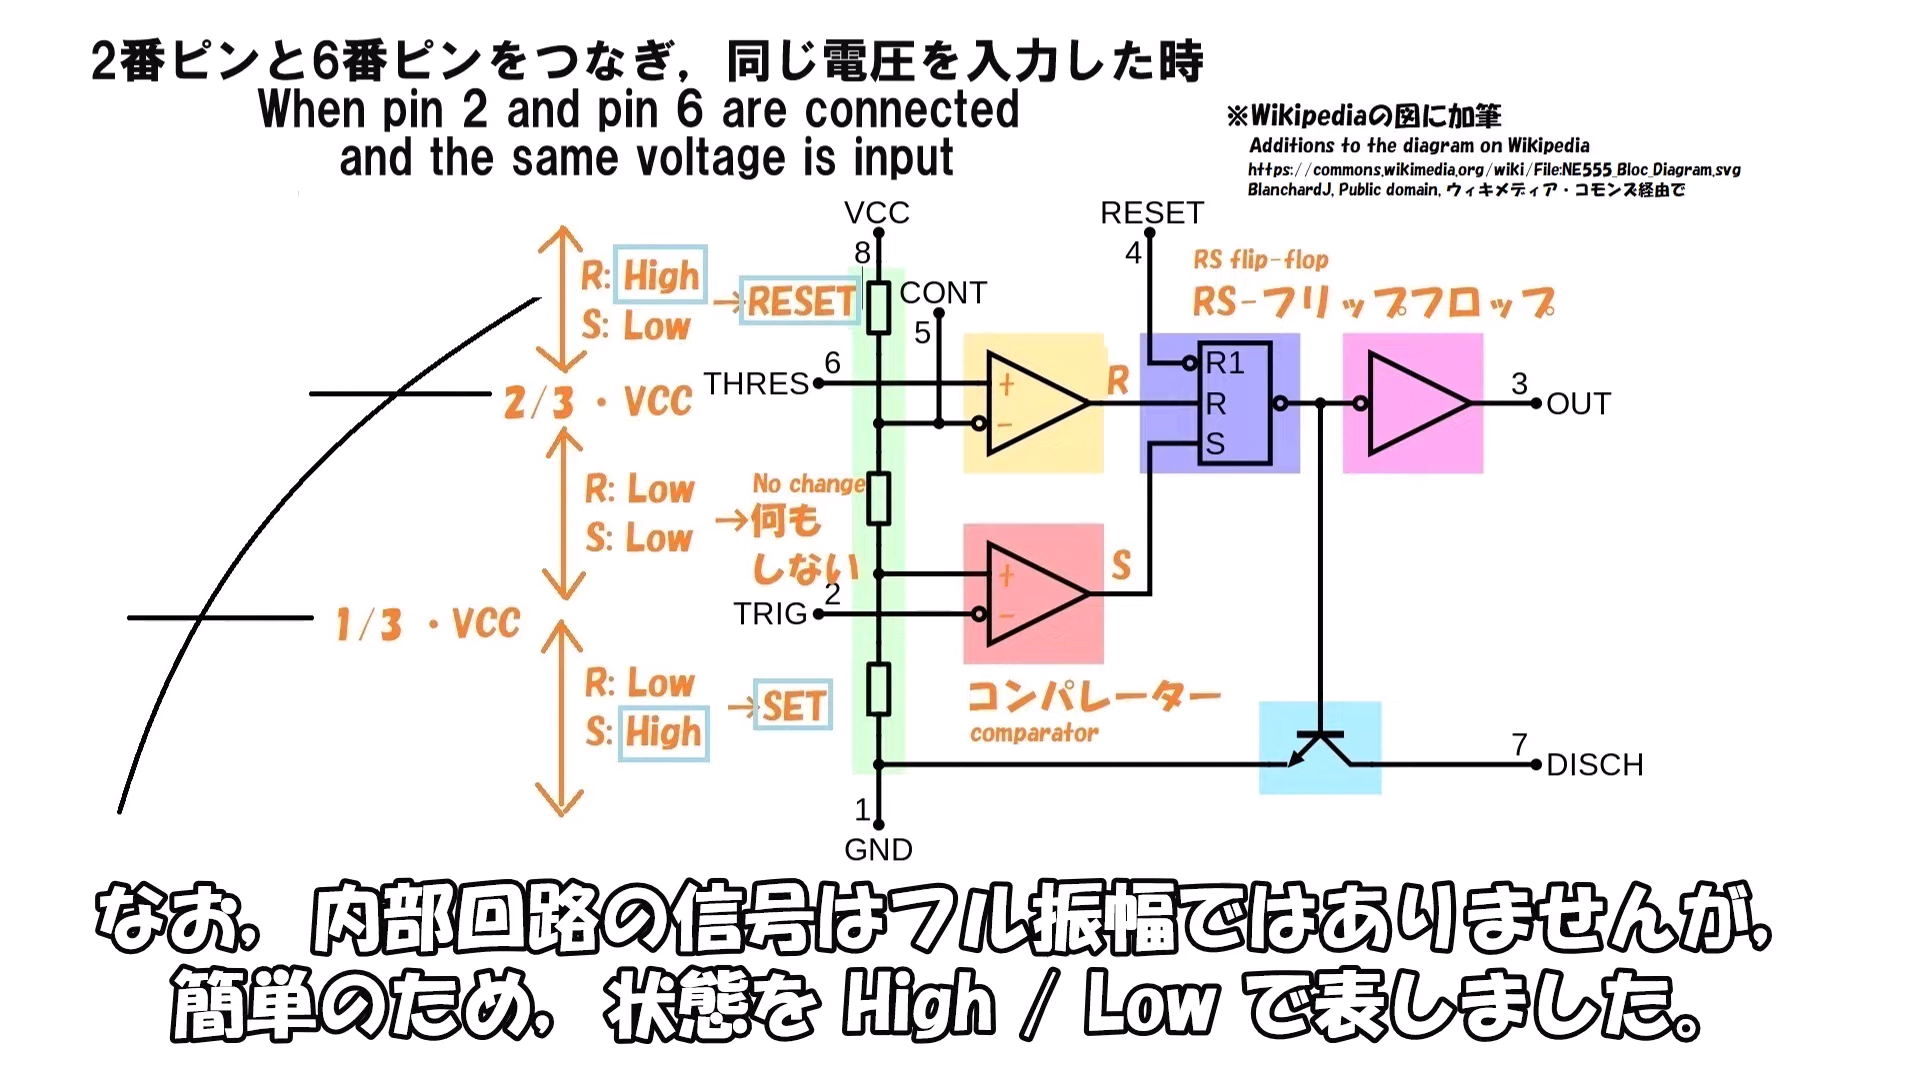 2番ピンと6番ピンをつなぎ，同じ電圧を入力した時
When pin 2 and pin 6 are connected
and the same voltage is input
※Wikipediaの図に加筆
Additions to the diagram on Wikipedia
https://commons.wikimedia.org/wiki/File:NE555_Bloc_Diagram.svg
BlanchardJ, Public domain, ウィキメディア・コモンズ経由で
VCC
8
RESET
4
CONT
5
RS flip-flop
RS-フリップフロップ
R: High
S: Low
→RESET
2/3・VCC
THRES
6
+
-
R
R1
R
S
3
OUT
R: Low
S: Low
No change
→何も
しない
TRIG
2
+
-
S
1/3・VCC
R: Low
S: High
→SET
コンパレーター
comparator
7
DISCH
1
GND
なお，内部回路の信号はフル振幅ではありませんが，
簡単のため，状態を High / Low で表しました。